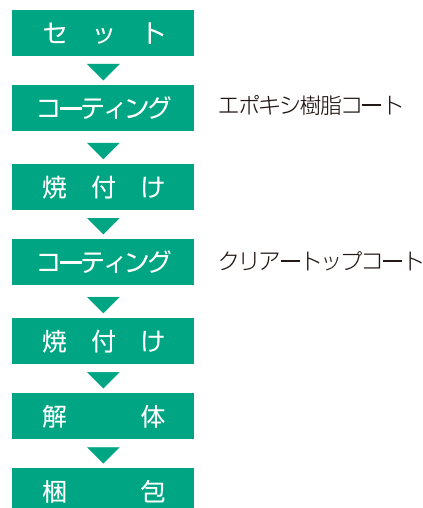 セット
コーティング エポキシ樹脂コート
焼付け
コーティング クリアートップコート
焼付け
解体
梱包